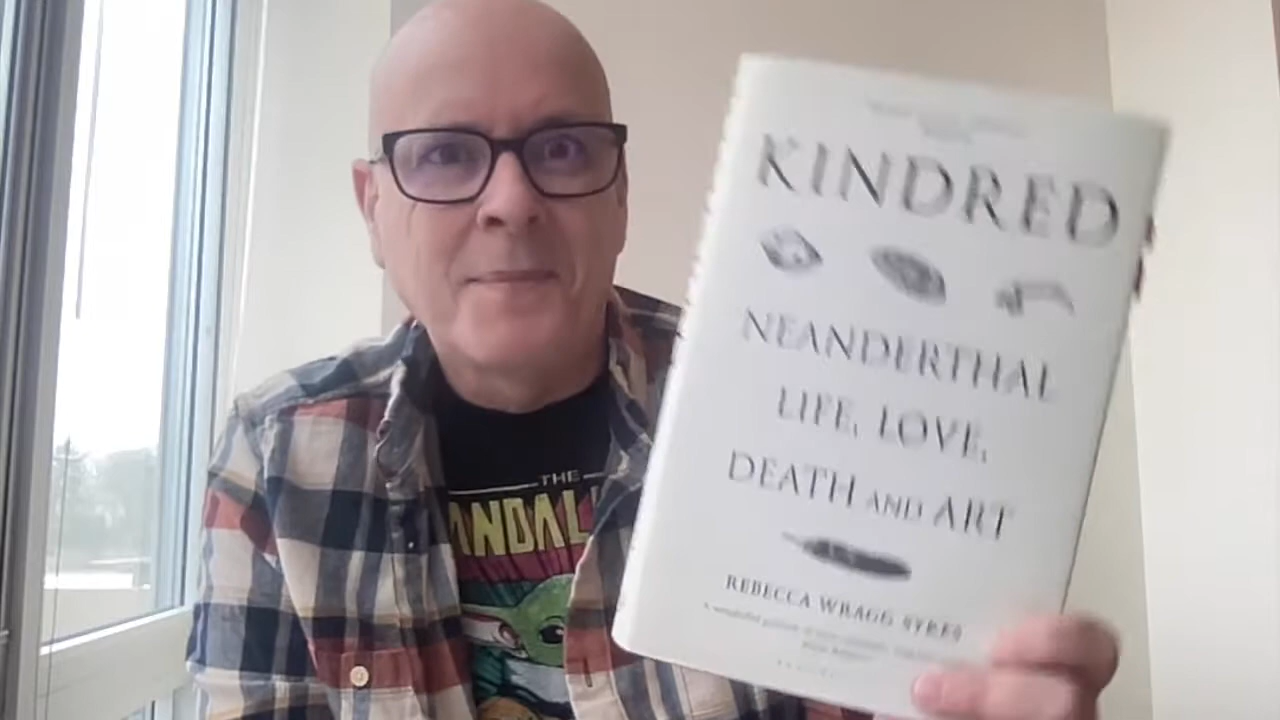 THE
ANDAL
KINDRED
NEANDERTHAL
LIFE, LOVE,
DEATH AND ART
REBECCA WRAGG SYKES